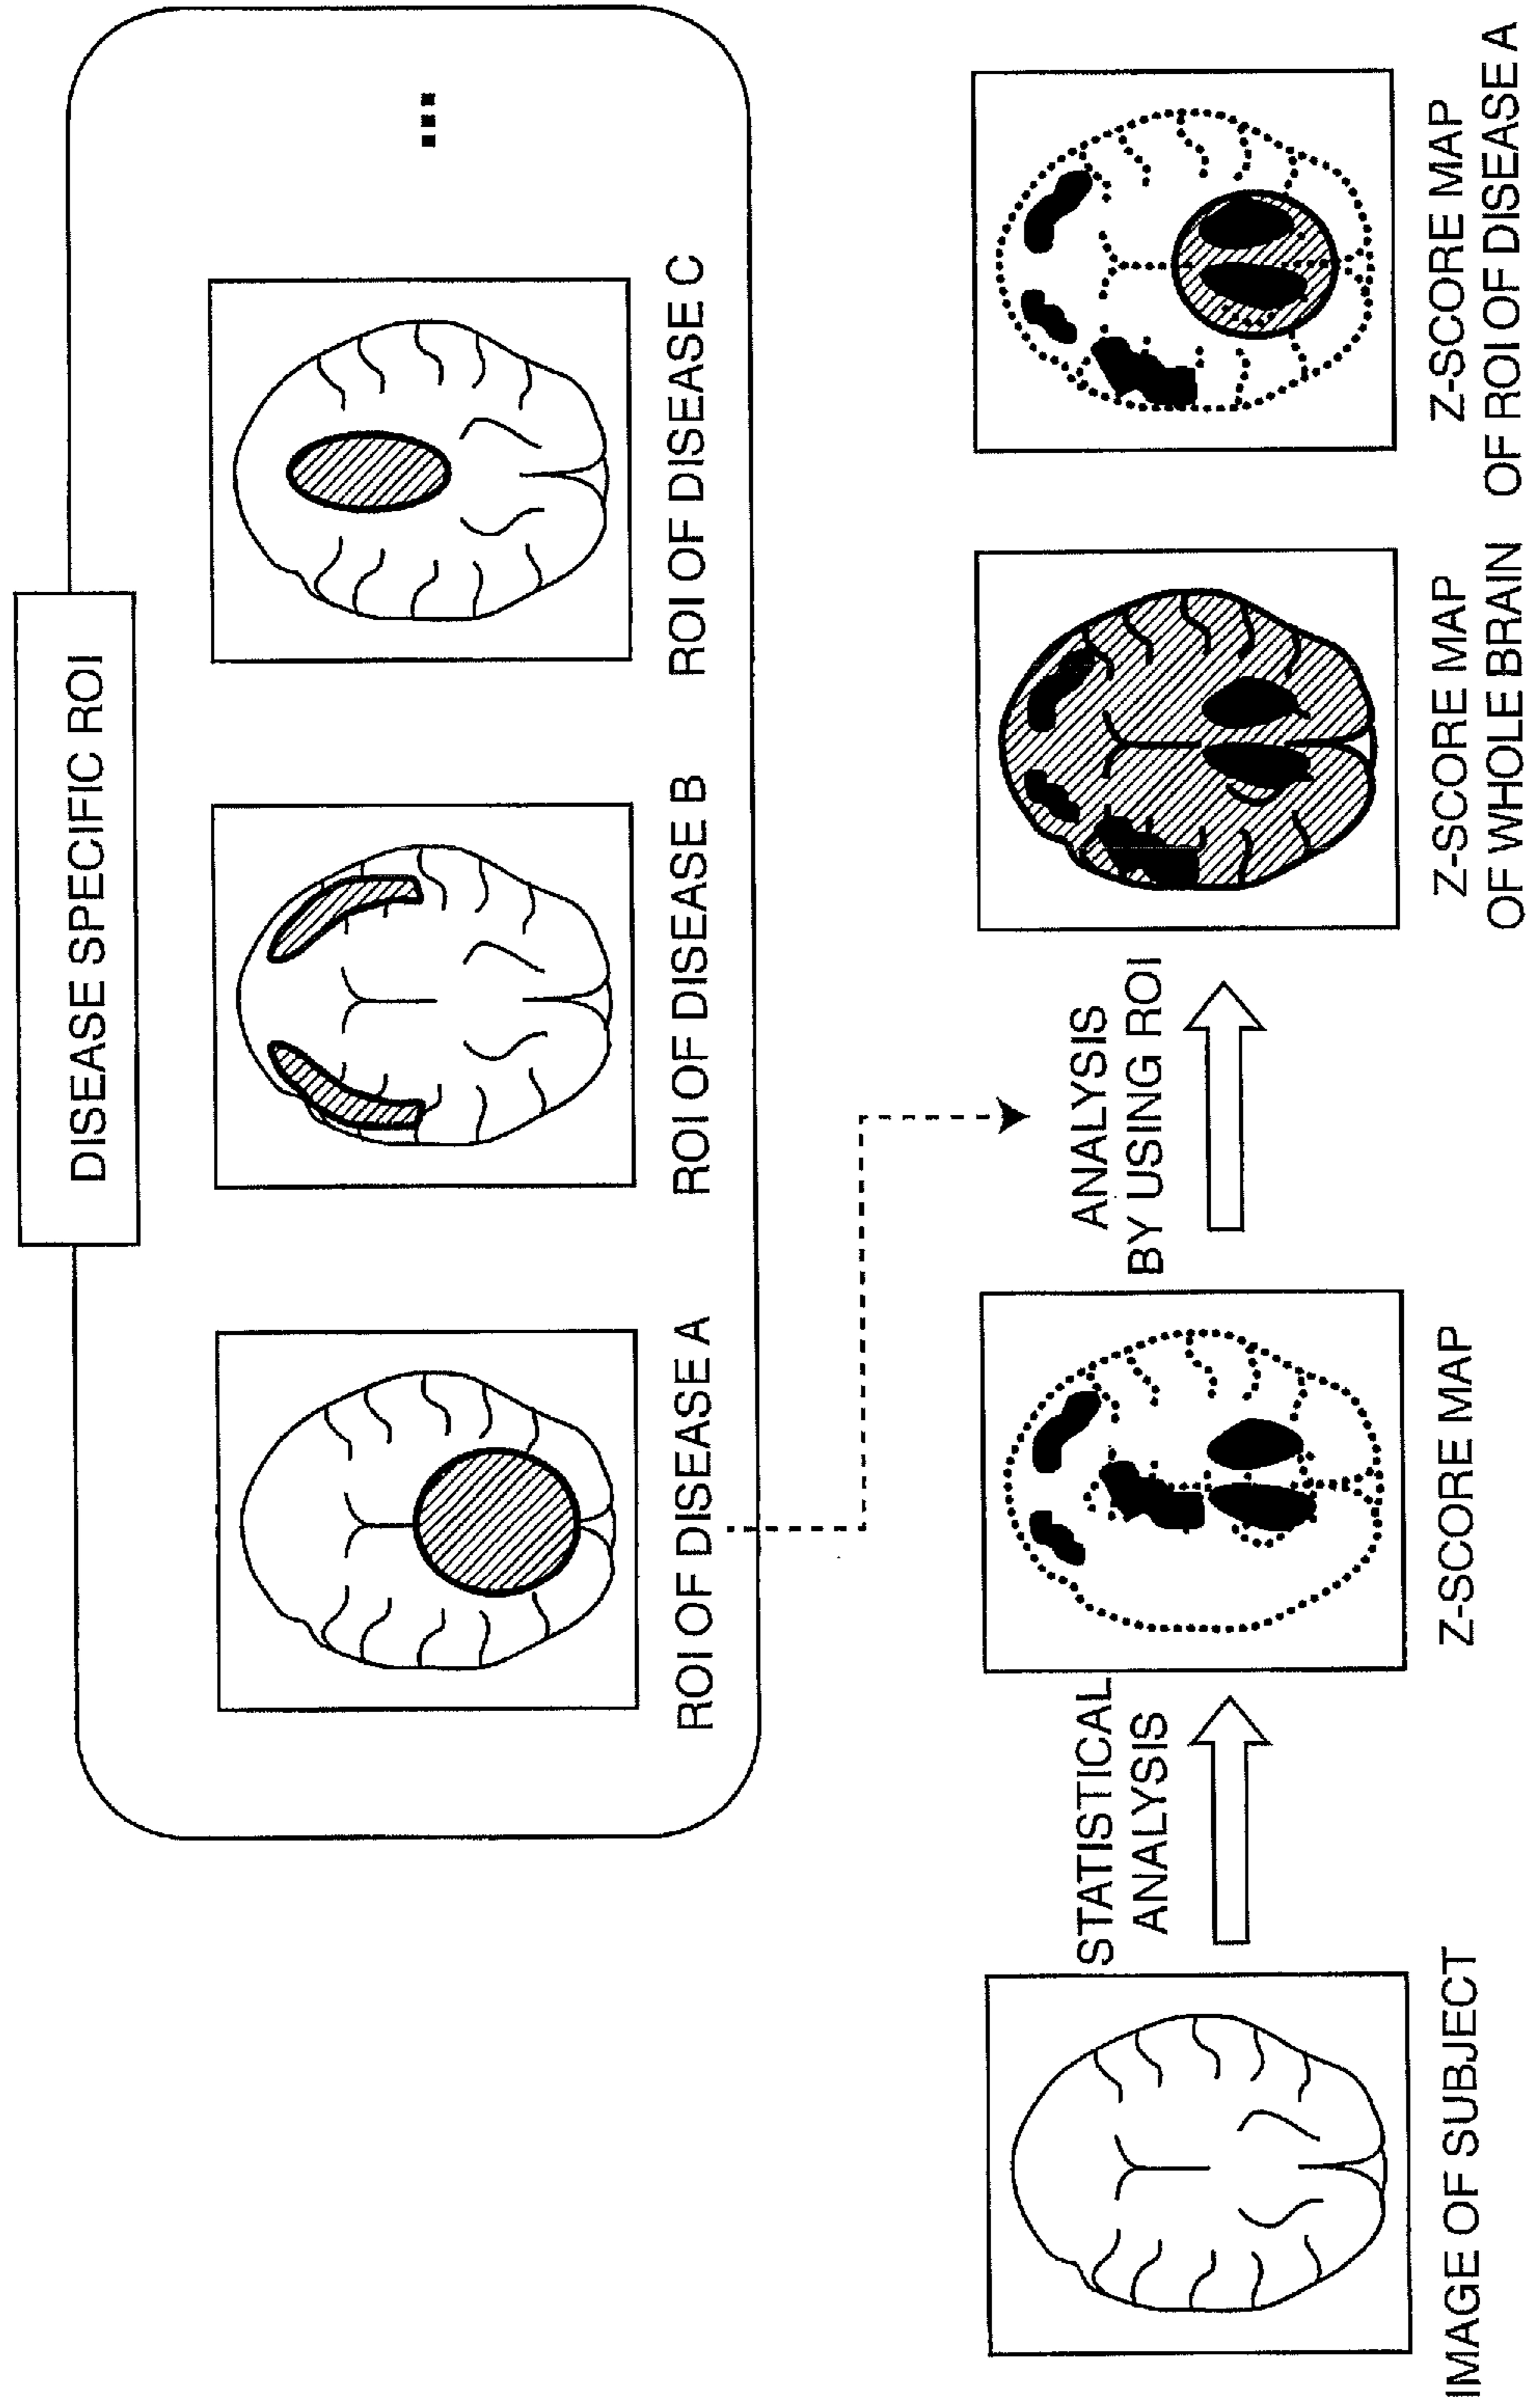 DISEASE SPECIFIC ROI
ROI OF DISEASE A
ROI OF DISEASE B
ROI OF DISEASE C
...
STATISTICAL
ANALYSIS
ANALYSIS
BY USING ROI
IMAGE OF SUBJECT
Z-SCORE MAP
Z-SCORE MAP
OF WHOLE BRAIN
Z-SCORE MAP
OF ROI OF DISEASE A